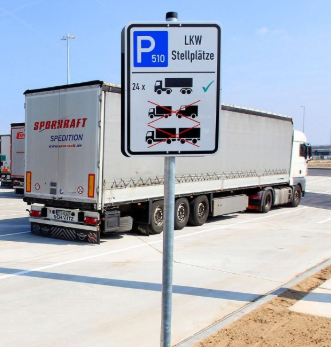 P
510
LKW
Stellplätze
24 x
SPORKRAFT
SPEDITION